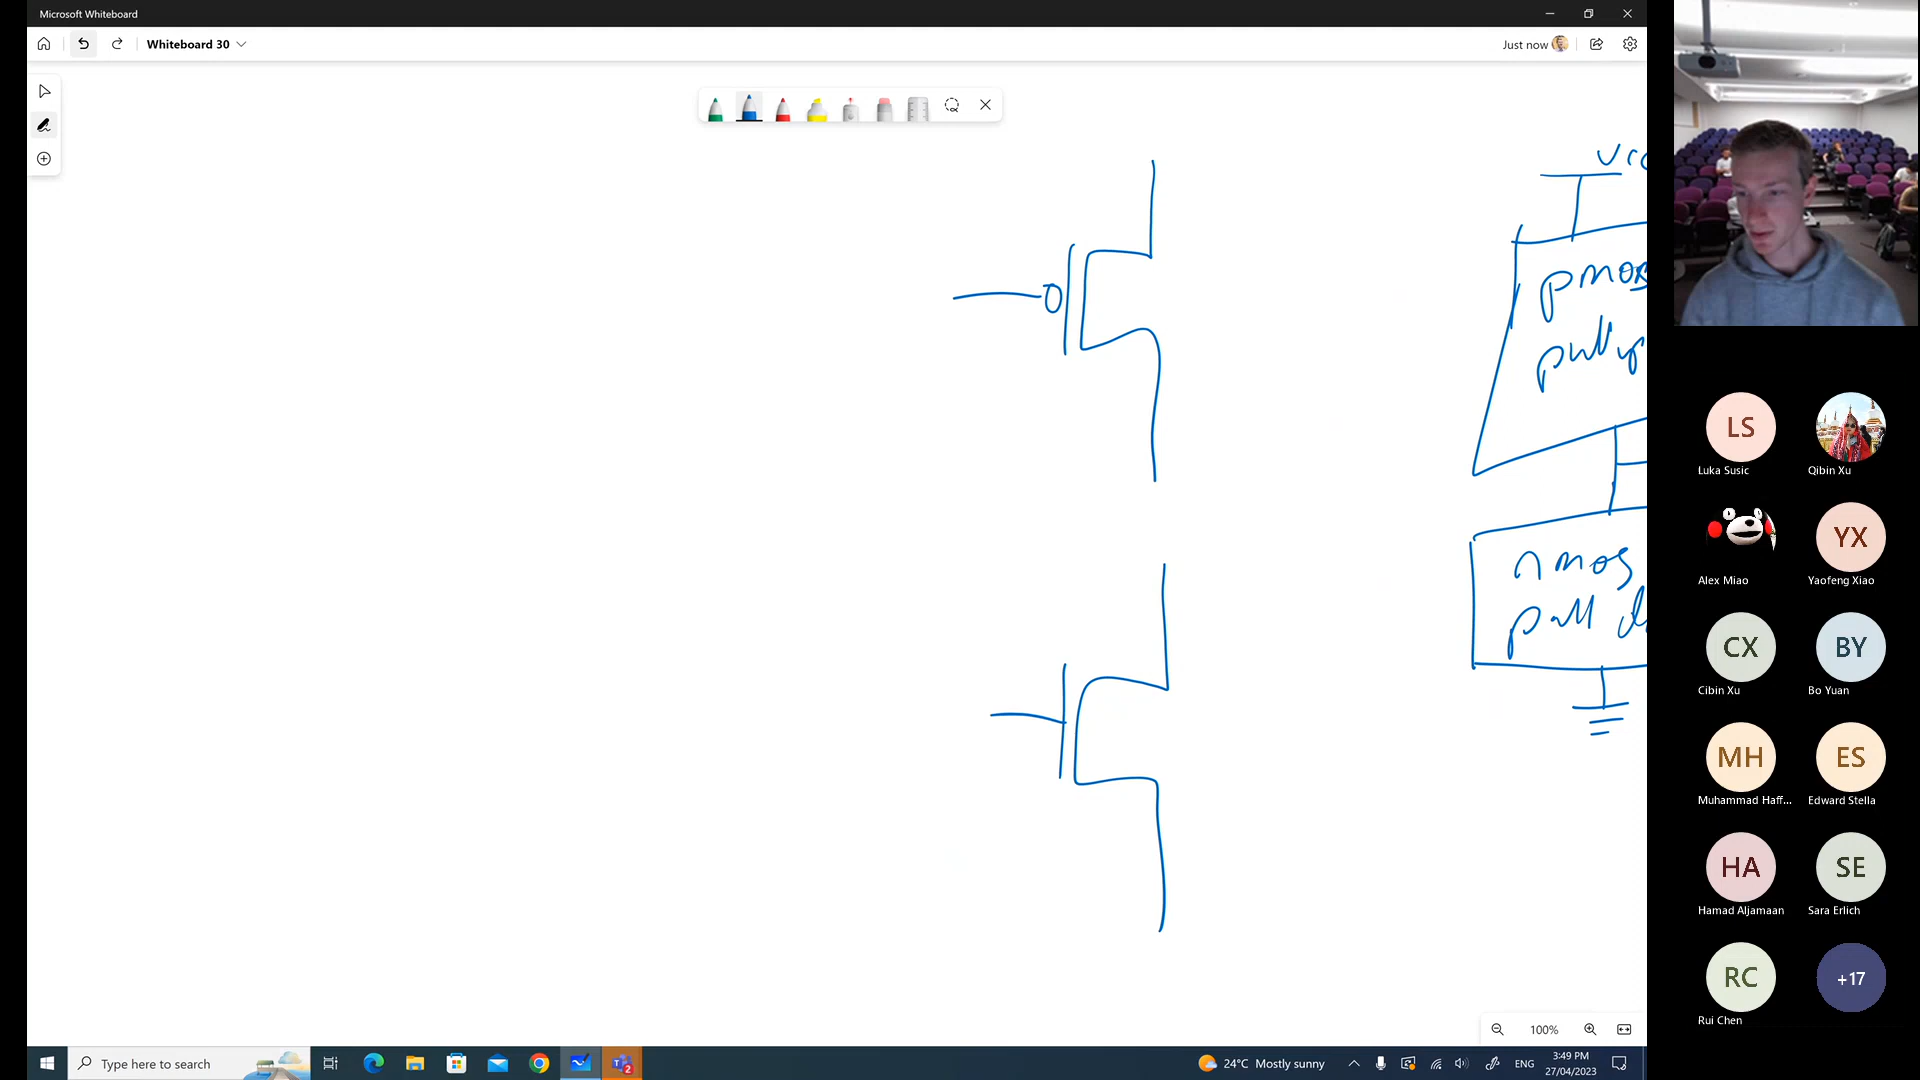 Microsoft Whiteboard
Whiteboard 30
Just now
pmos
nmos
pull
LS
Luka Susic
Qibin Xu
Alex Miao
YX
Yaofeng Xiao
CX
Cibin Xu
BY
Bo Yuan
MH
Muhammad Haff...
ES
Edward Stella
HA
Hamad Aljamaan
SE
Sara Erlich
RC
Rui Chen
+17
100%
Type here to search
2
24°C Mostly sunny
ENG
3:49 PM
27/04/2023